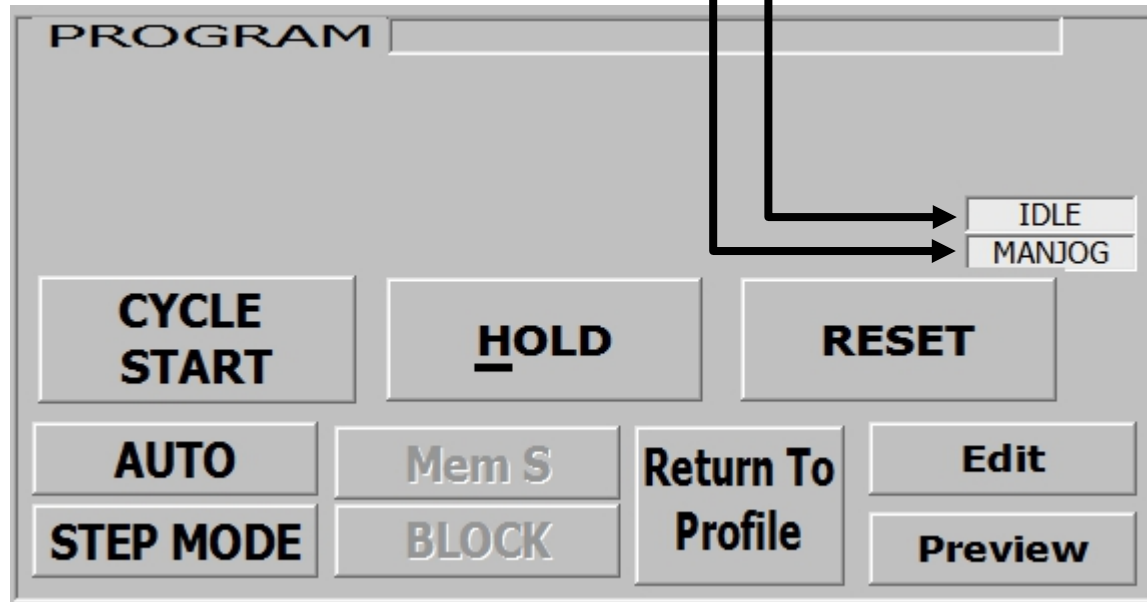 PROGRAM
IDLE
MANJOG
CYCLE
START
HOLD
RESET
AUTO
Mem S
Return To
Profile
Edit
STEP MODE
BLOCK
Preview